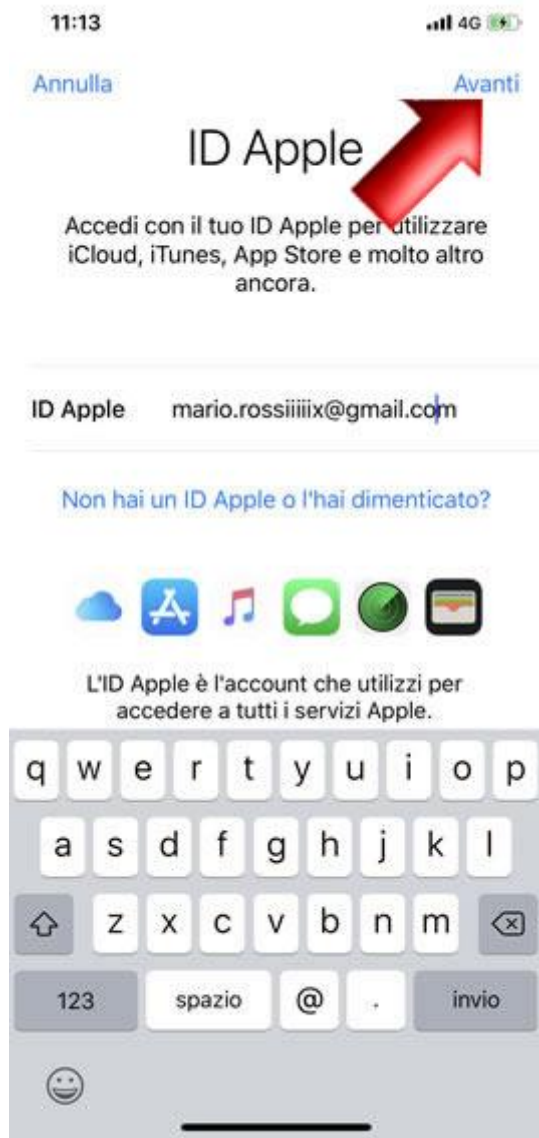 11:13 4G
Annulla Avanti
ID Apple
Accedi con il tuo ID Apple per utilizzare
iCloud, iTunes, App Store e molto altro
ancora.
ID Apple mario.rossiiiiix@gmail.com
Non hai un ID Apple o l'hai dimenticato?
L'ID Apple è l'account che utilizzi per
accedere a tutti i servizi Apple.
q w e r t y u i o p
a s d f g h j k l
z x c v b n m
123 spazio @ . invio